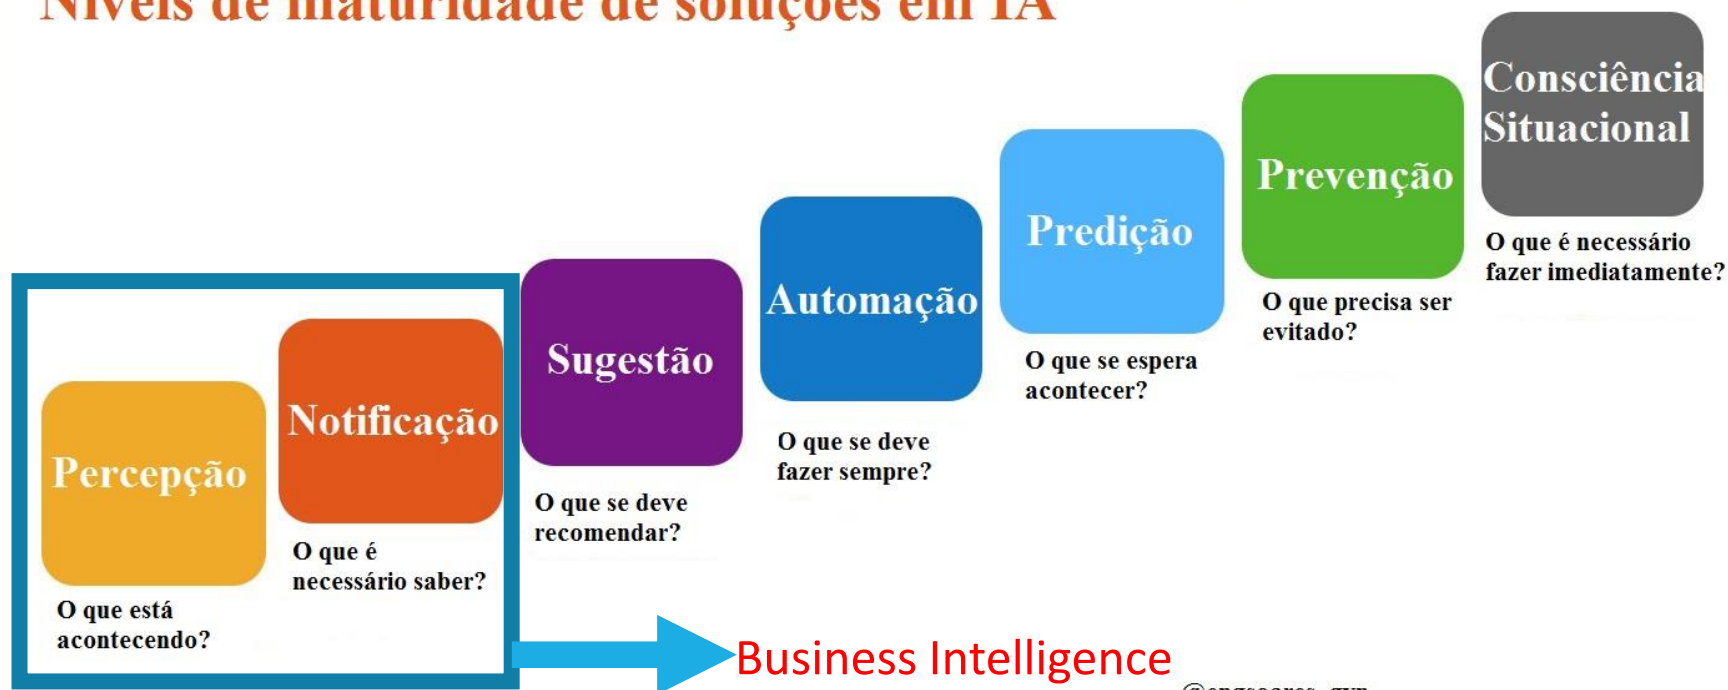 Níveis de maturidade de soluções em IA
Consciência
Situacional
O que é necessário
fazer imediatamente?
Prevenção
O que precisa ser
evitado?
Predição
O que se espera
acontecer?
Automação
O que se deve
fazer sempre?
Sugestão
O que se deve
recomendar?
Notificação
O que é
necessário saber?
Percepção
O que está
acontecendo?
Business Intelligence